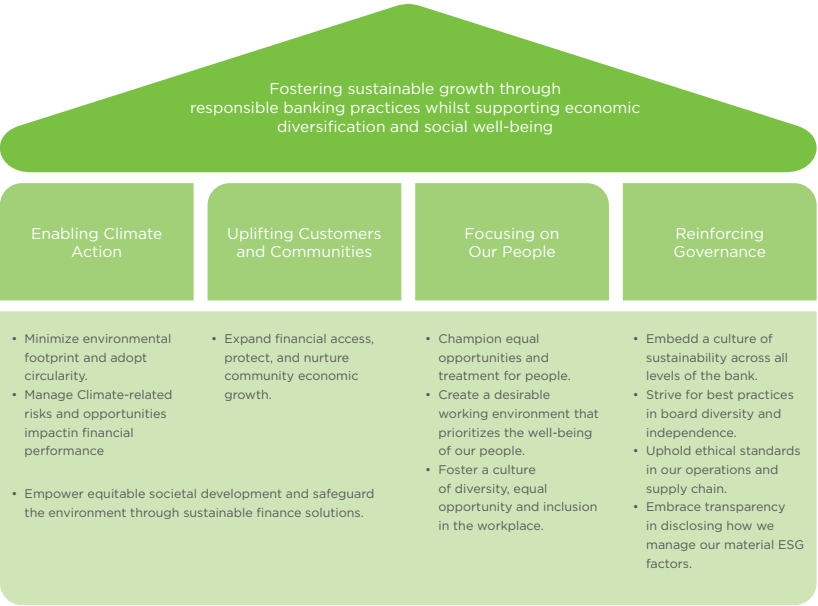 Fostering sustainable growth through
responsible banking practices whilst supporting economic
diversification and social well-being
Enabling Climate
Action
Uplifting Customers
and Communities
Focusing on
Our People
Reinforcing
Governance
• Minimize environmental
footprint and adopt
circularity.
• Manage Climate-related
risks and opportunities
impactin financial
performance
• Expand financial access,
protect, and nurture
community economic
growth.
• Empower equitable societal development and safeguard
the environment through sustainable finance solutions.
• Champion equal
opportunities and
treatment for people.
• Create a desirable
working environment that
prioritizes the well-being
of our people.
• Foster a culture
of diversity, equal
opportunity and inclusion
in the workplace.
• Embedd a culture of
sustainability across all
levels of the bank.
• Strive for best practices
in board diversity and
independence.
• Uphold ethical standards
in our operations and
supply chain.
• Embrace transparency
in disclosing how we
manage our material ESG
factors.